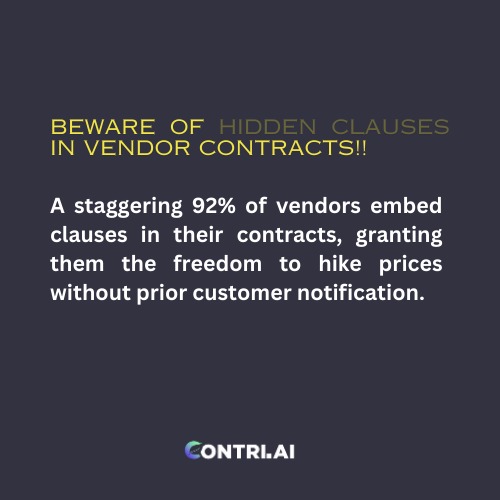 BEWARE OF HIDDEN CLAUSES
IN VENDOR CONTRACTS!!
A staggering 92% of vendors embed
clauses in their contracts, granting
them the freedom to hike prices
without prior customer notification.
CONTRI.AI